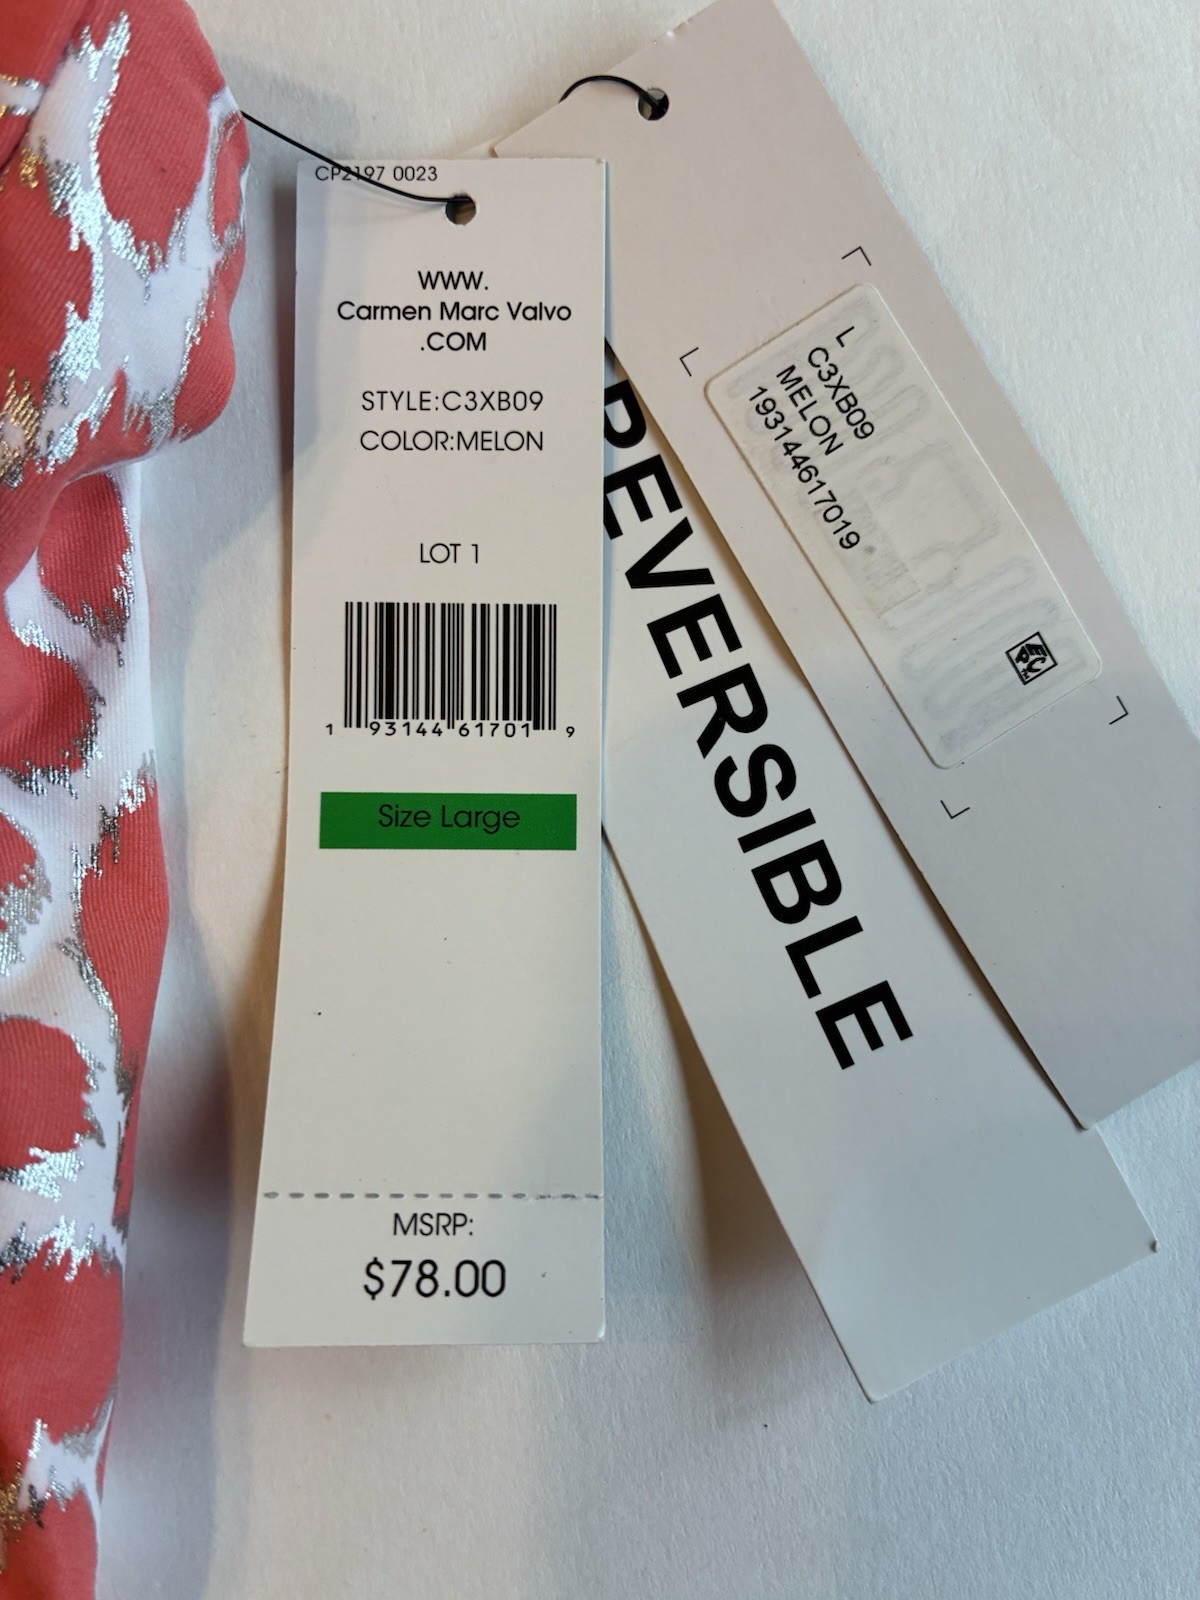 CP2197 0023
WWW.
Carmen Marc Valvo
.COM
STYLE:C3XB09
COLOR:MELON
LOT 1
1 93144 61701 9
Size Large
MSRP:
$78.00
REVERSIBLE
L
C3XB09
MELON
193144617019
EPC™